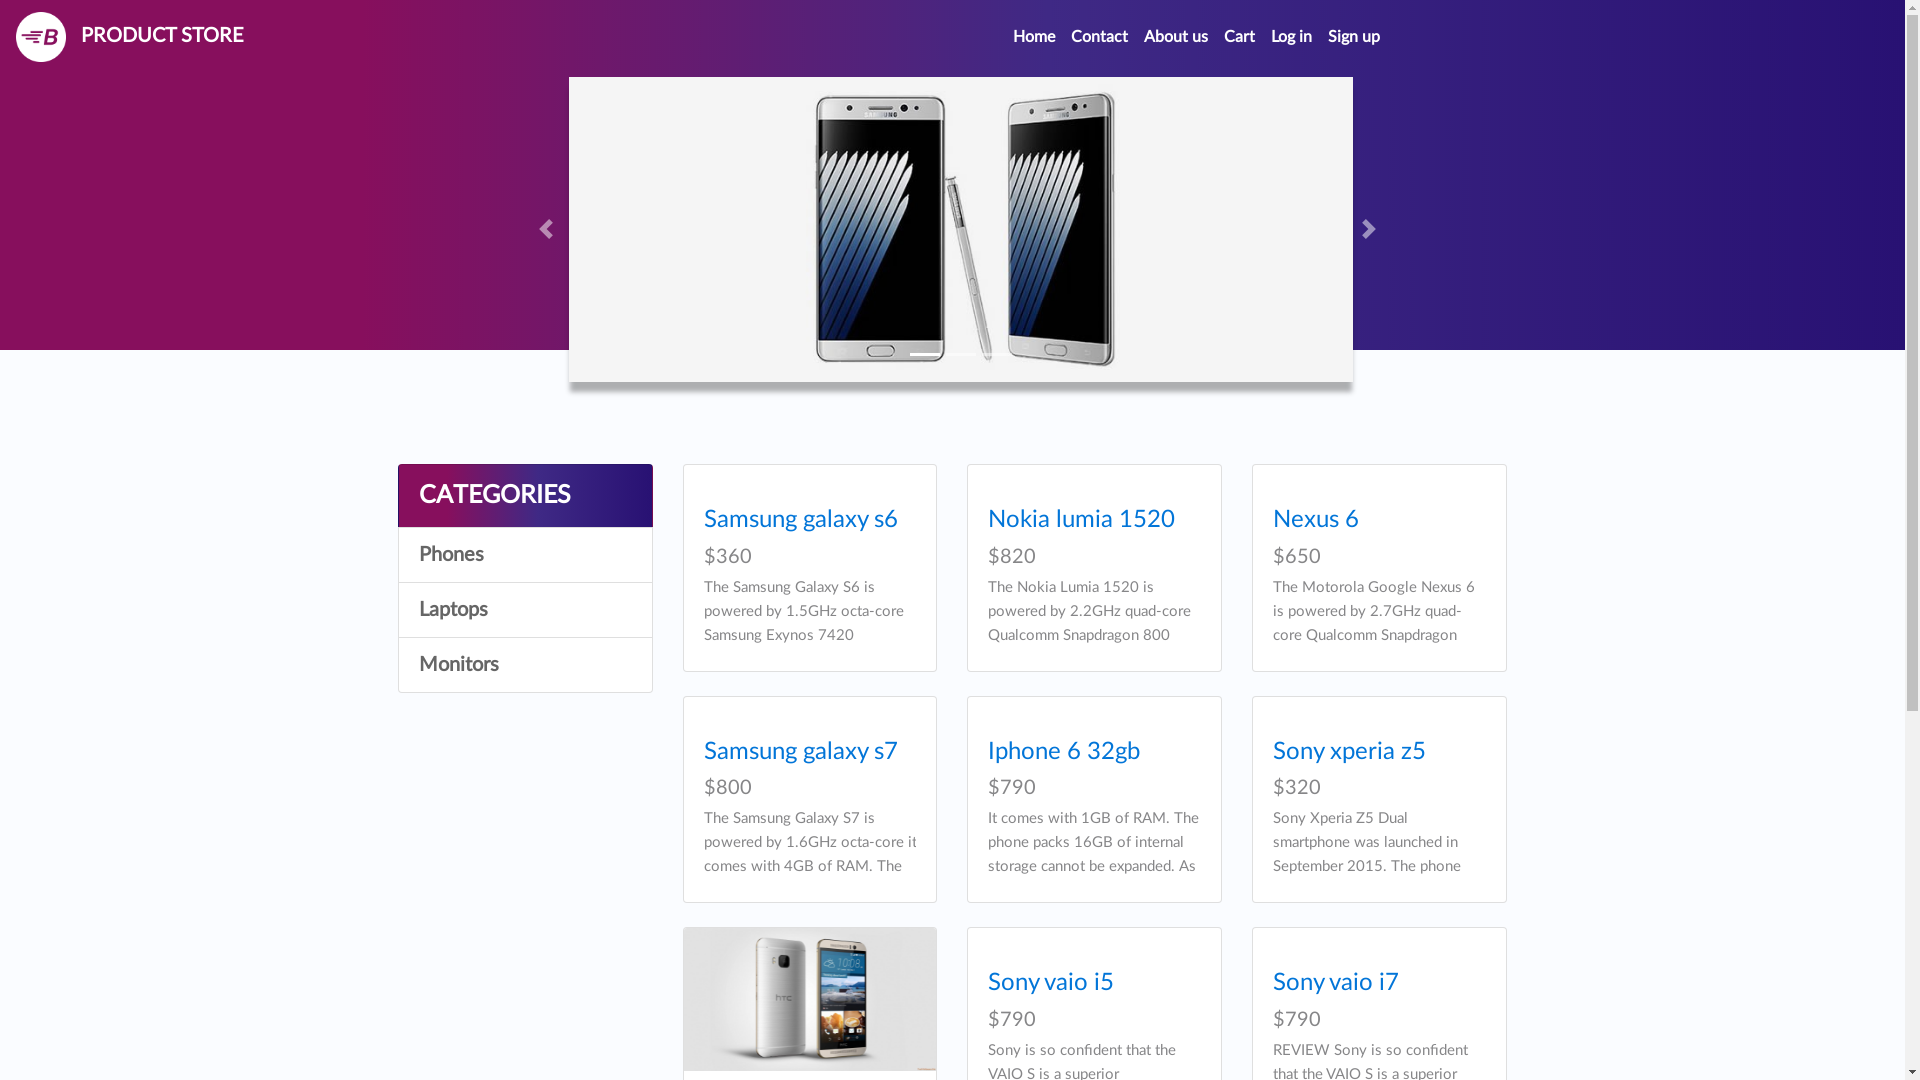 B PRODUCT STORE
Home Contact About us Cart Log in Sign up
SAMSUNG SAMSUNG
CATEGORIES
Phones
Laptops
Monitors
Samsung galaxy s6
$360
The Samsung Galaxy S6 is
powered by 1.5GHz octa-core
Samsung Exynos 7420
Nokia lumia 1520
$820
The Nokia Lumia 1520 is
powered by 2.2GHz quad-core
Qualcomm Snapdragon 800
Nexus 6
$650
The Motorola Google Nexus 6
is powered by 2.7GHz quad-
core Qualcomm Snapdragon
Samsung galaxy s7
$800
The Samsung Galaxy S7 is
powered by 1.6GHz octa-core it
comes with 4GB of RAM. The
Iphone 6 32gb
$790
It comes with 1GB of RAM. The
phone packs 16GB of internal
storage cannot be expanded. As
Sony xperia z5
$320
Sony Xperia Z5 Dual
smartphone was launched in
September 2015. The phone
hTC
10:08
Sony vaio i5
$790
Sony is so confident that the
VAIO S is a superior
Sony vaio i7
$790
REVIEW Sony is so confident
that the VAIO S is a superior